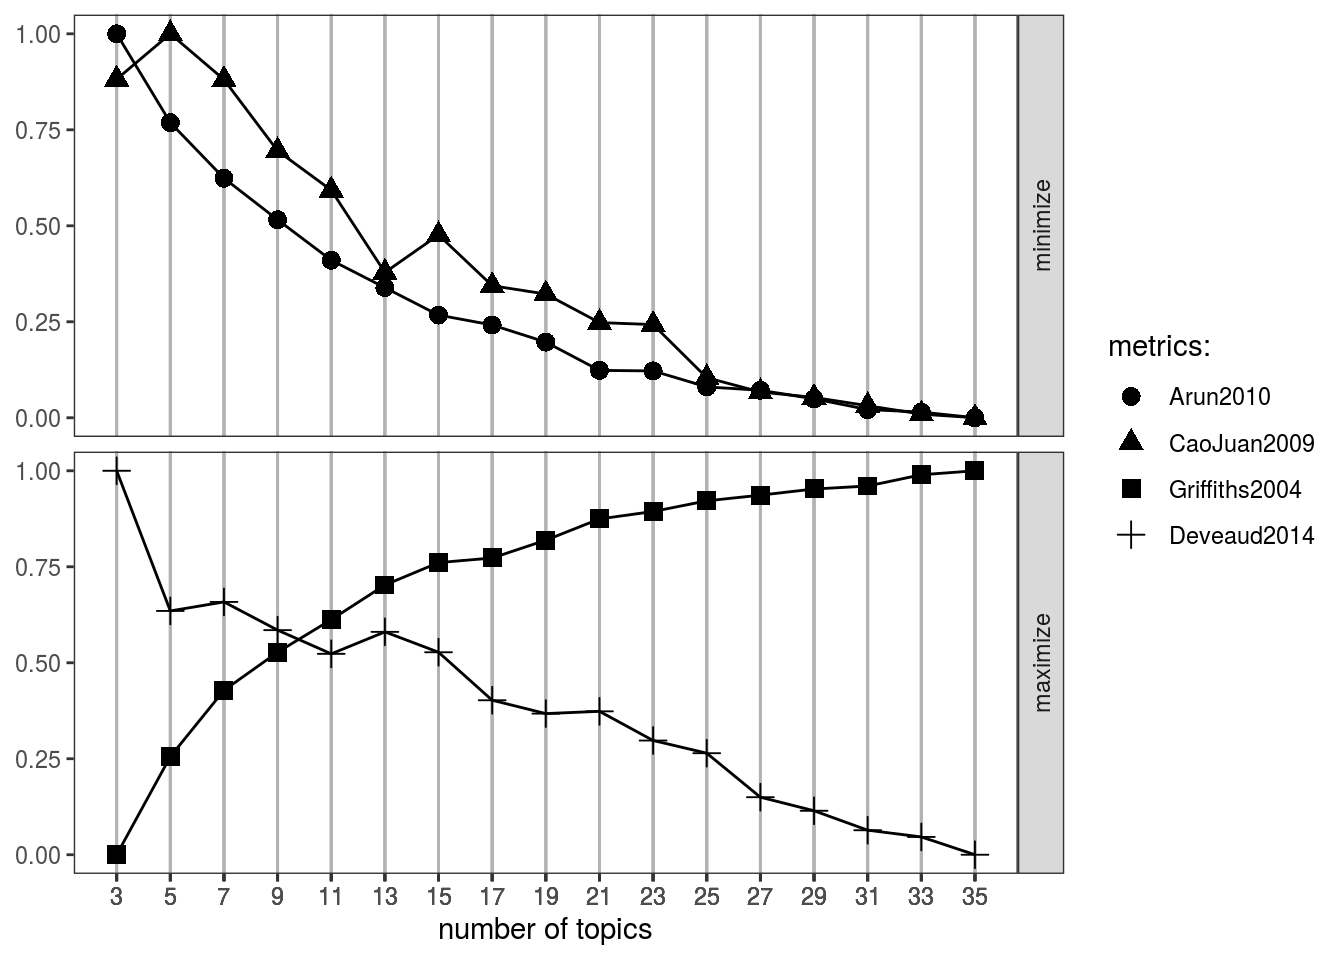 1.00
0.75
0.50
0.25
0.00
minimize
1.00
0.75
0.50
0.25
0.00
maximize
3 5 7 9 11 13 15 17 19 21 23 25 27 29 31 33 35
number of topics
metrics:
Arun2010
CaoJuan2009
Griffiths2004
Deveaud2014